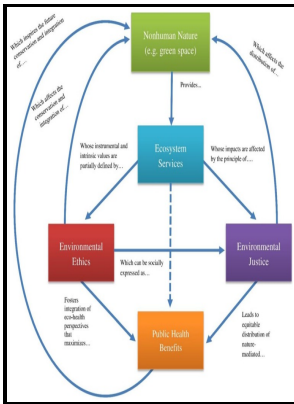 Which imputes the future
conservation and integration
of….
Which affects the
conservation and
integration of…
Nonhuman Nature
(e.g. green space)
Which affects the
distribution of…
Provides...
Ecosystem
Services
Whose instrumental and
intrinsic values are
partially defined by…
Whose impacts are affected
by the principle of….
Environmental
Ethics
Which can be socially
expressed as…
Environmental
Justice
Fosters
integration of
eco-health
perspectives
that
maximizes…
Public Health
Benefits
Leads to
equitable
distribution of
nature-
mediated…